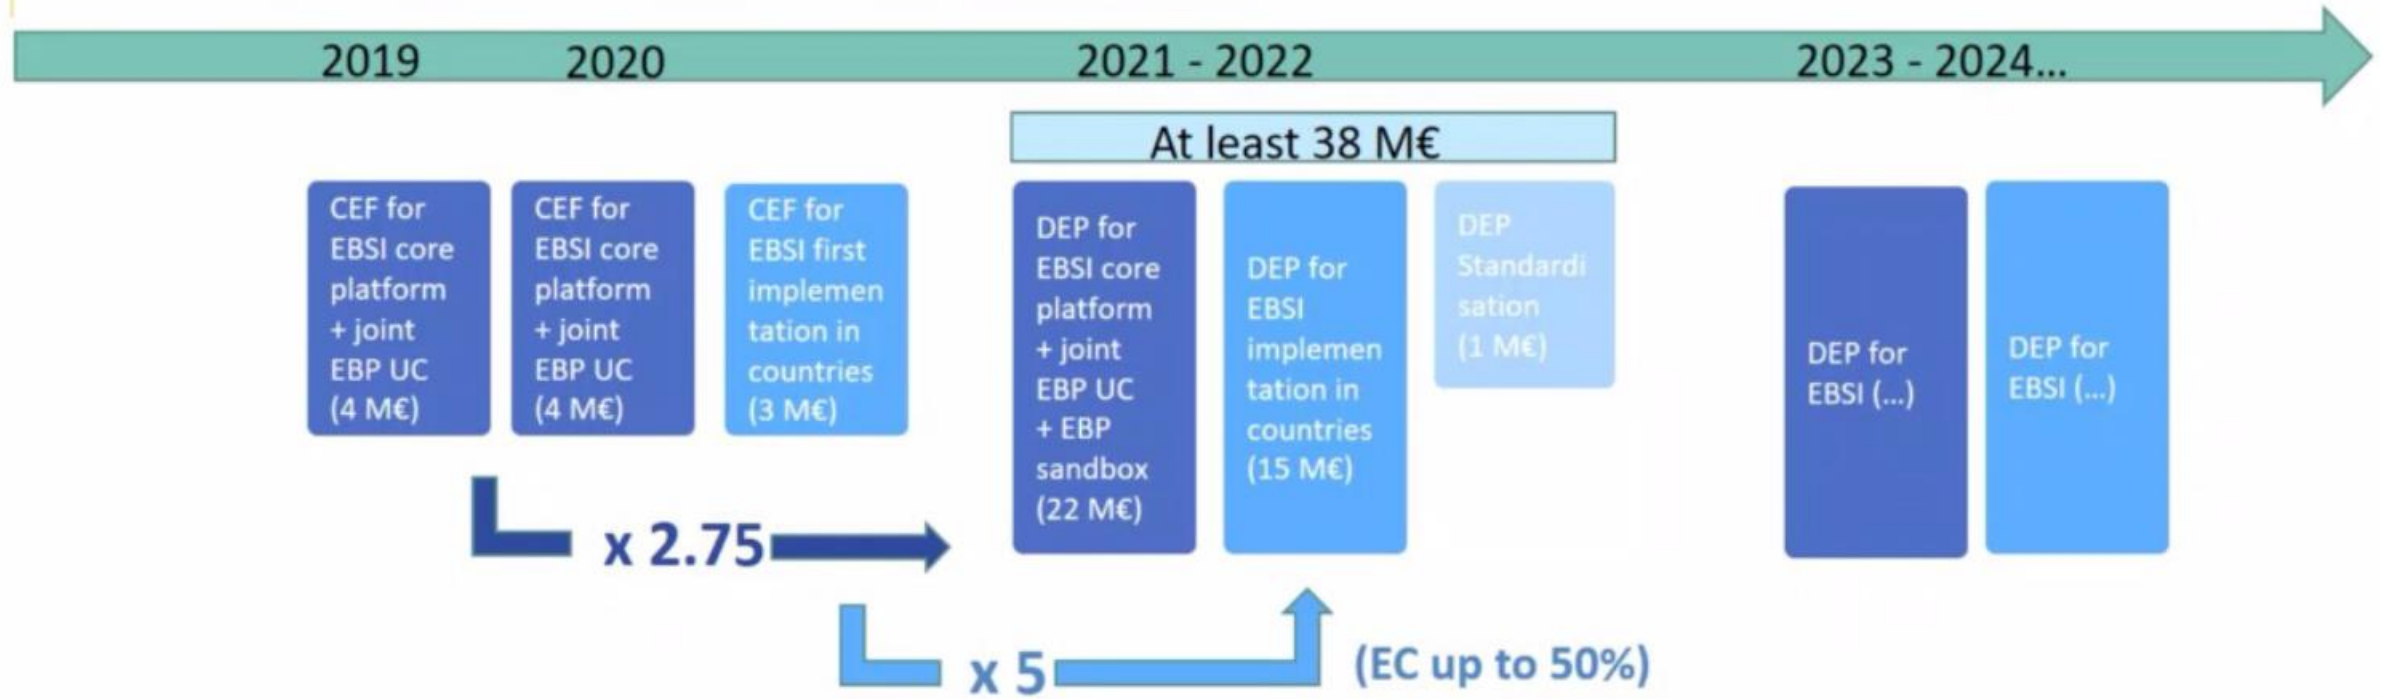 2019
2020
2021 - 2022
2023 - 2024...
At least 38 M€
CEF for
EBSI core
platform
+ joint
EBP UC
(4 M€)
CEF for
EBSI core
platform
+ joint
EBP UC
(4 M€)
CEF for
EBSI first
implemen
tation in
countries
(3 M€)
DEP for
EBSI core
platform
+ joint
EBP UC
+ EBP
sandbox
(22 M€)
DEP for
EBSI
implemen
tation in
countries
(15 M€)
DEP
Standardi
sation
(1 M€)
DEP for
EBSI (...)
DEP for
EBSI (...)
x 2.75
x 5
(EC up to 50%)